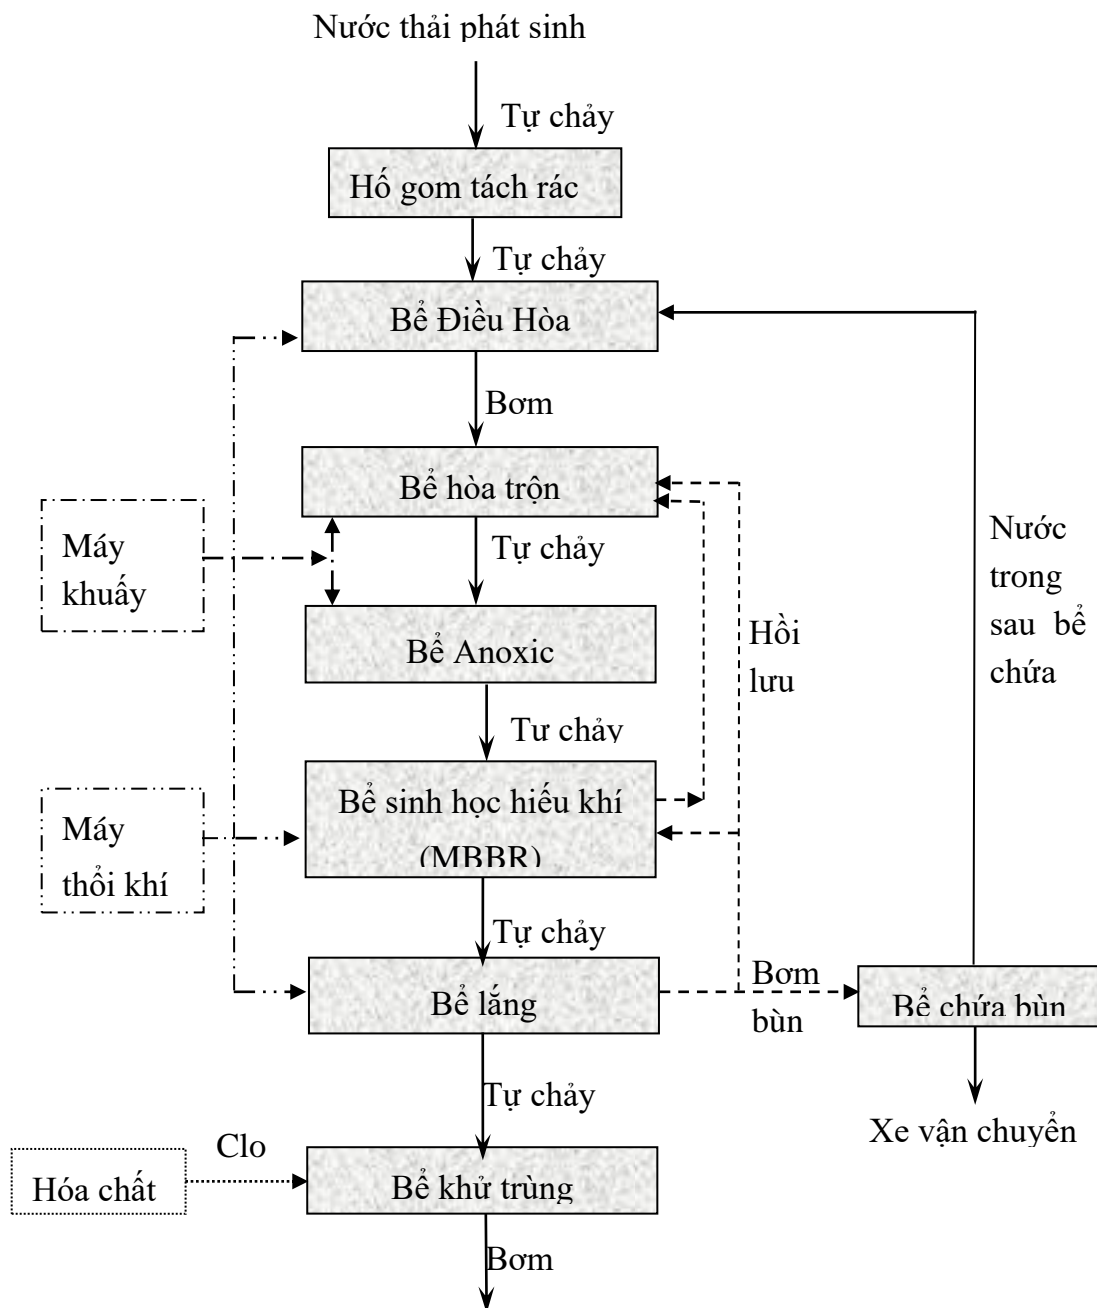 Nước thải phát sinh
Tự chảy
Hố gom tách rác
Tự chảy
Bể Điều Hòa
Bơm
Bể hòa trộn
Máy
khuấy
Tự chảy
Nước
trong
sau bể
chứa
Bể Anoxic
Hồi
lưu
Tư chảy
Bể sinh học hiếu khí
(MBBR)
Máy
thổi khí
Tự chảy
Bể lắng
Bơm
bùn
Bể chứa bùn
Tự chảy
Xe vận chuyển
Clo
Hóa chất
Bể khử trùng
Bơm